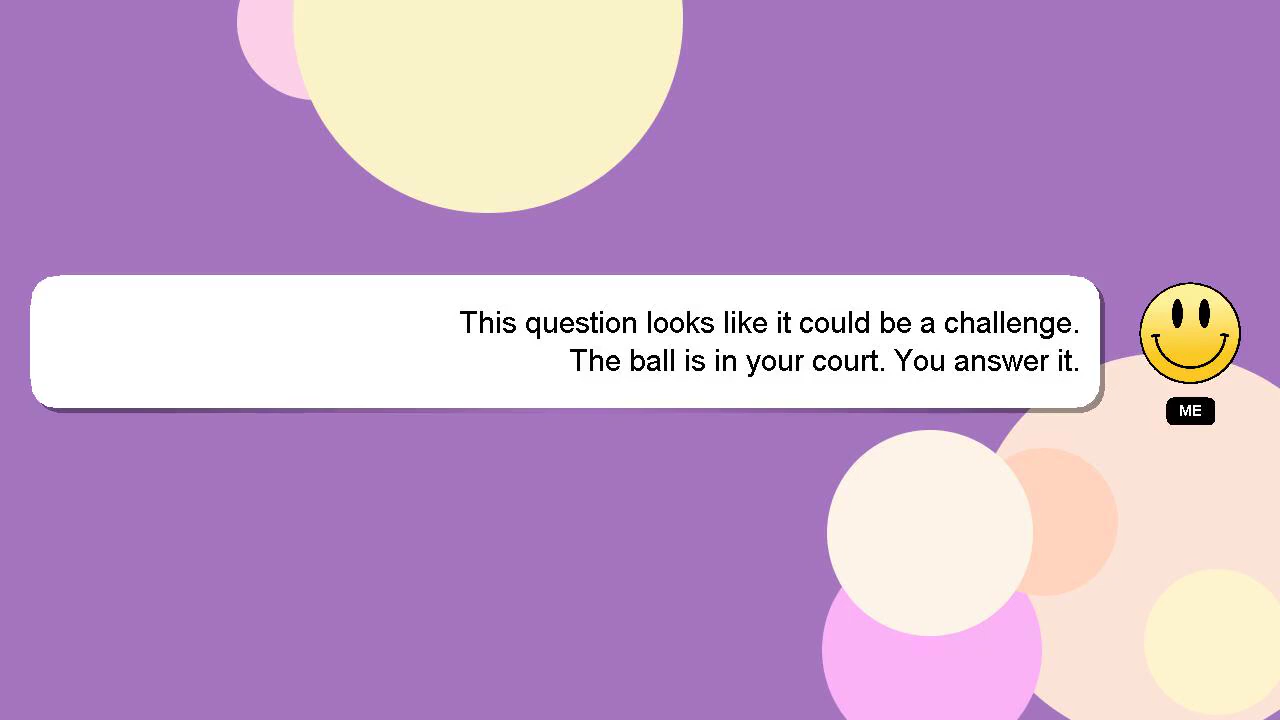 This question looks like it could be a challenge.
The ball is in your court. You answer it.
ME